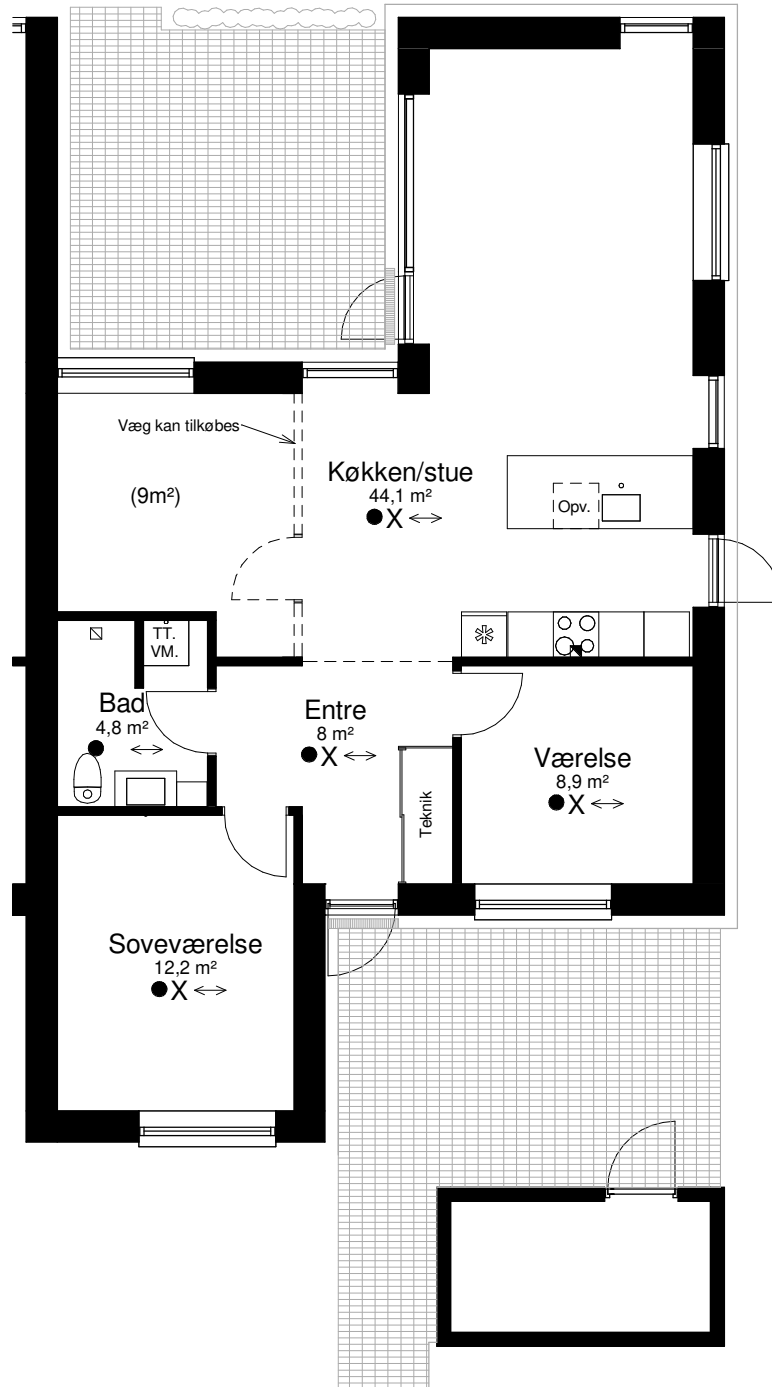 Væg kan tilkøbes
Køkken/stue
44,1 m²
X
(9m²)
Opv.
TT.
VM.
Bad
4,8 m²
Entre
8 m²
X
Værelse
8,9 m²
X
Teknik
Soveværelse
12,2 m²
X